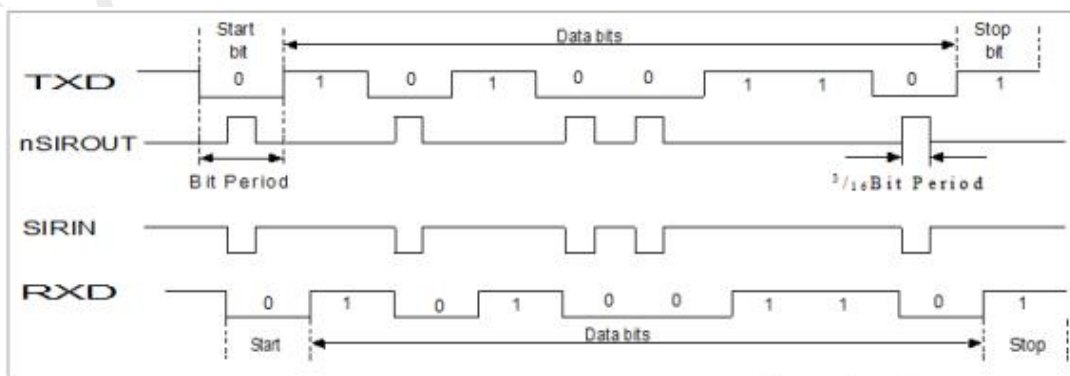 Start bit
Data bits
Stop bit
TXD
0 1 0 1 0 0 1 1 0 1
nSIROUT
Bit Period
3/16 Bit Period
SIRIN
RXD
0 1 0 1 0 0 1 1 0 1
Start
Data bits
Stop